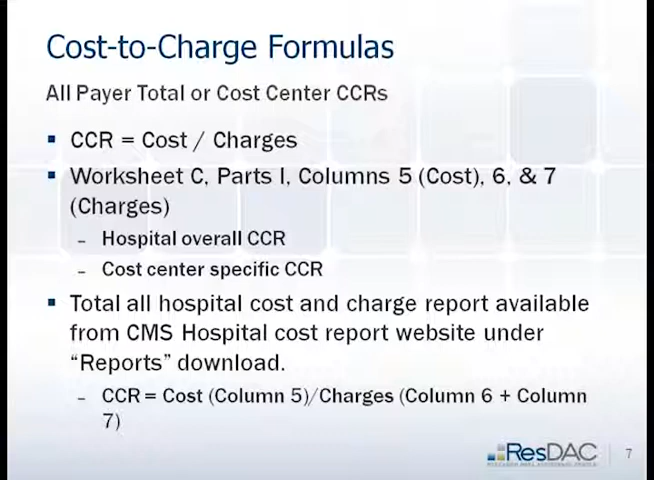 Cost-to-Charge Formulas
All Payer Total or Cost Center CCRs
▪ CCR = Cost / Charges
▪ Worksheet C, Parts I, Columns 5 (Cost), 6, & 7
(Charges)
– Hospital overall CCR
– Cost center specific CCR
▪ Total all hospital cost and charge report available
from CMS Hospital cost report website under
“Reports” download.
– CCR = Cost (Column 5)/Charges (Column 6 + Column
7)
ResDAC
7